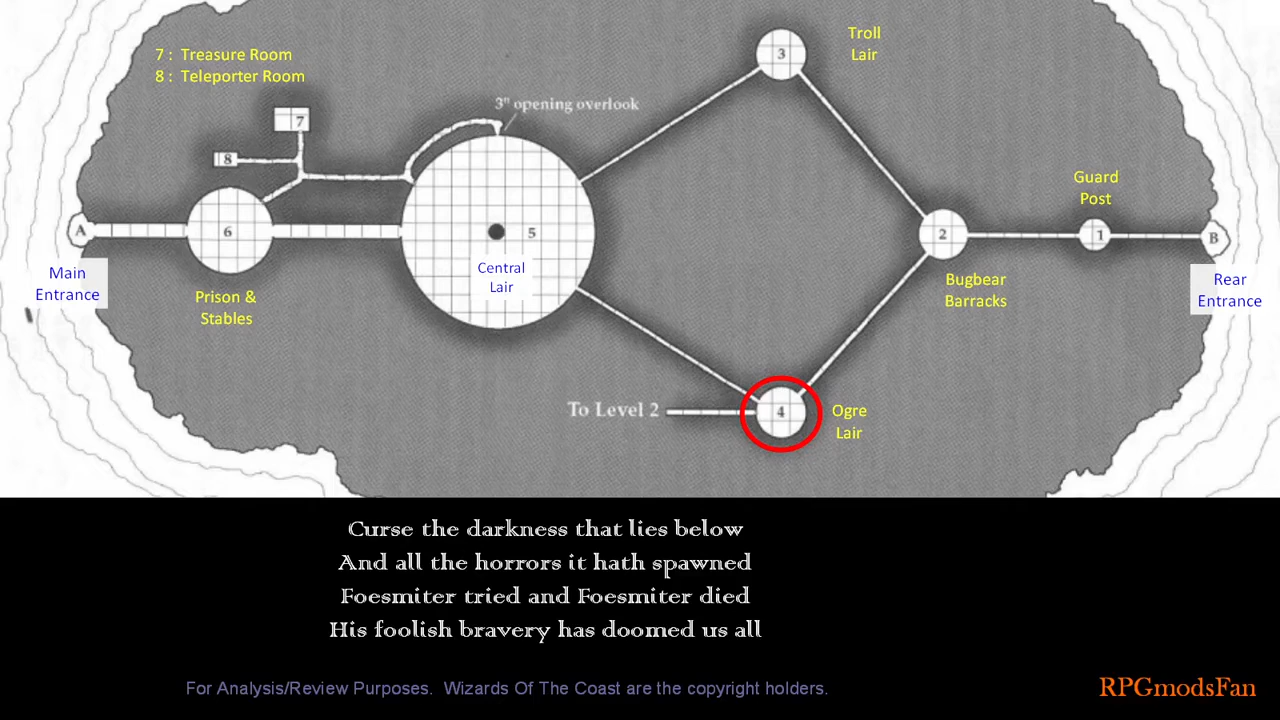 7 : Treasure Room
8 : Teleporter Room
3" opening overlook
Troll
Lair
3
7
8
A
6
5
Central
Lair
Main
Entrance
Prison &
Stables
Guard
Post
2
1
B
Bugbear
Barracks
Rear
Entrance
To Level 2
4
Ogre
Lair
Curse the darkness that lies below
And all the horrors it hath spawned
Foesmiter tried and Foesmiter died
His foolish bravery has doomed us all
For Analysis/Review Purposes. Wizards Of The Coast are the copyright holders.
RPGmodsFan